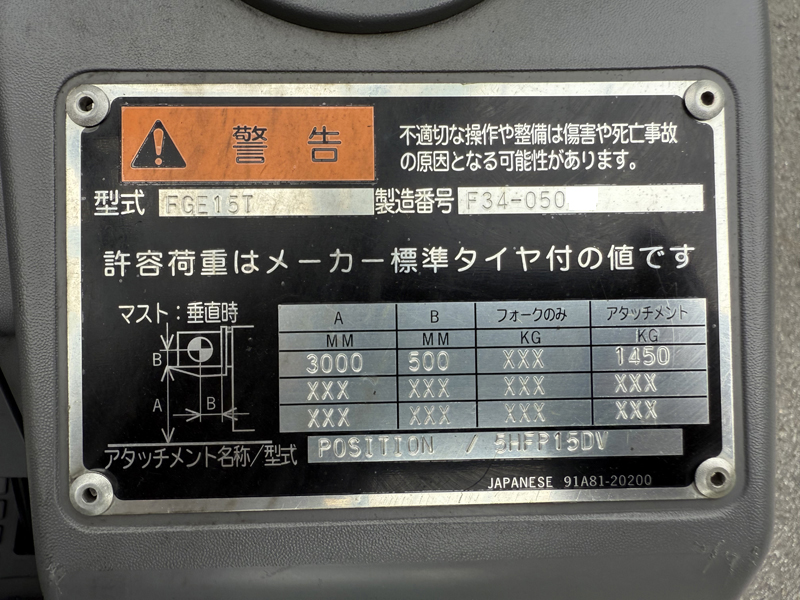 警告
不適切な操作や整備は傷害や死亡事故
の原因となる可能性があります。
型式 FGE15T 製造番号 F34-050
許容荷重はメーカー標準タイヤ付の値です
マスト：垂直時
A B フォークのみ アタッチメント
MM MM KG KG
3000 500 XXX 1450
XXX XXX XXX XXX
XXX XXX XXX XXX
B
A
B
アタッチメント名称/型式 POSITION / 5HFP15DV
JAPANESE 91A81-20200